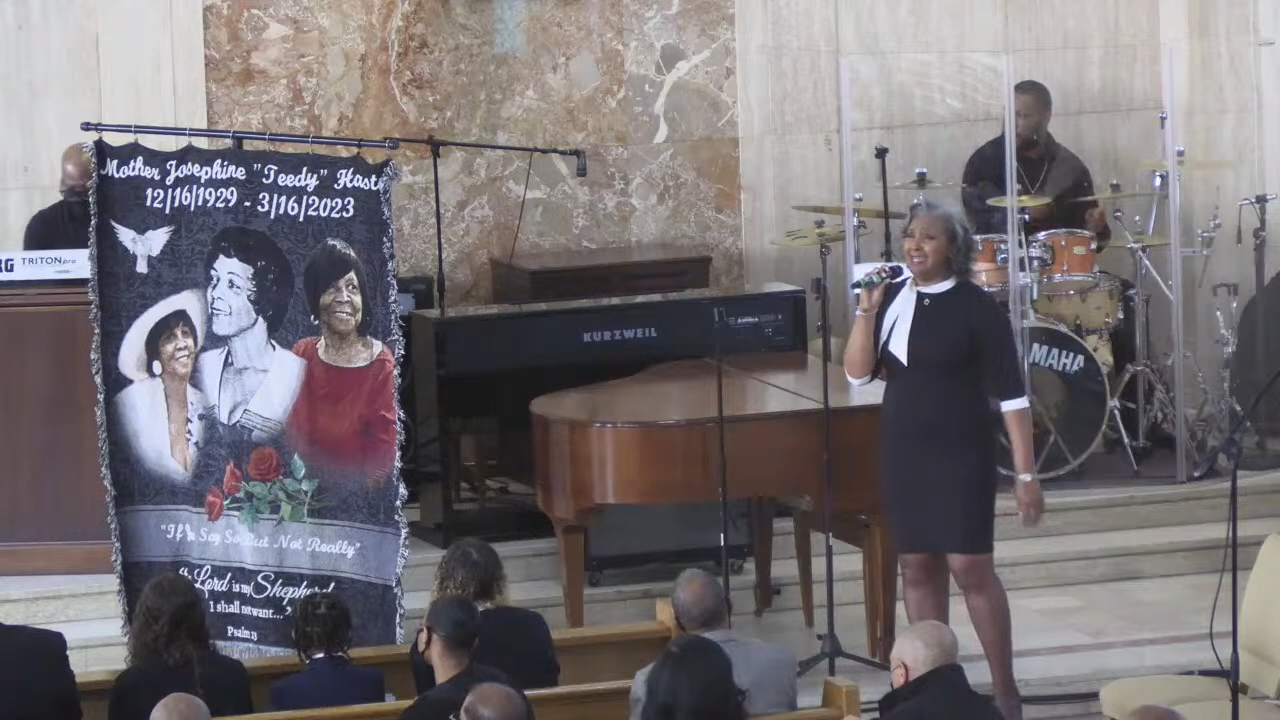 Mother Josephine "Teedy" Hast
12/16/1929 - 3/16/2023
TRITON pro
KURZWEIL
MAHA
"If I Say So But Not Really"
Lord is my Shepherd
I shall not want..."
Psalm 23